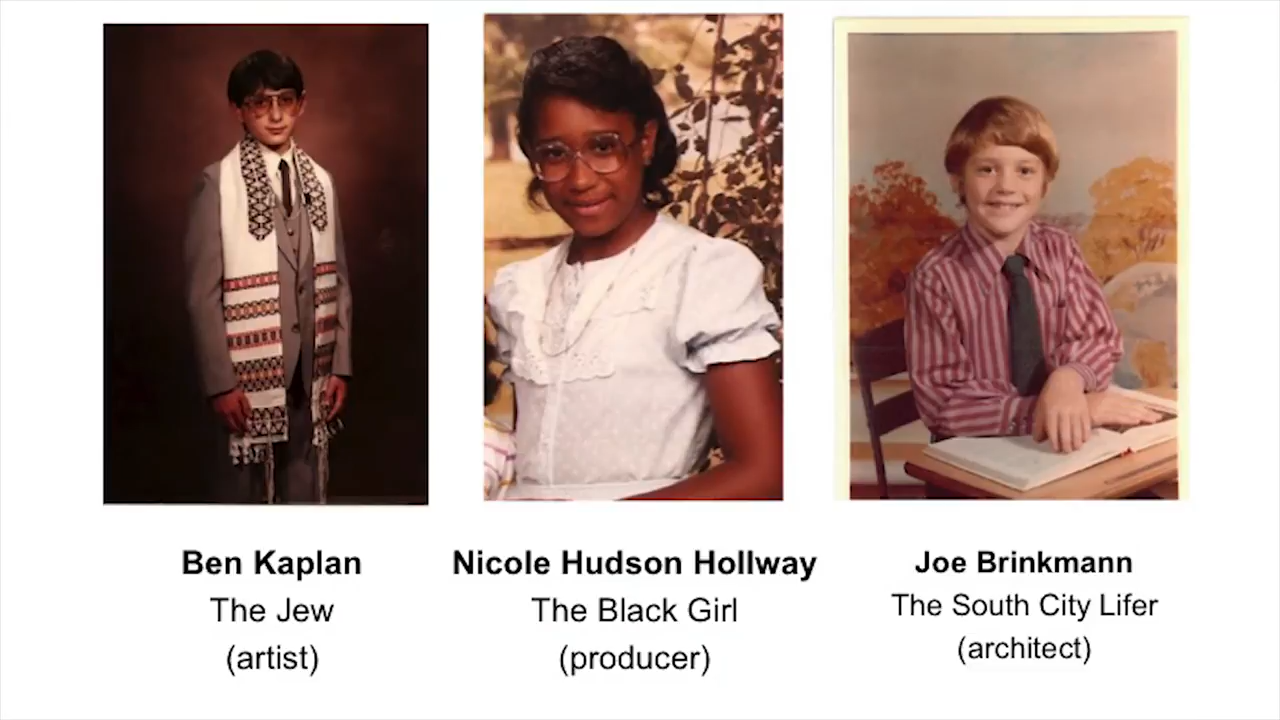 Ben Kaplan
The Jew
(artist)
Nicole Hudson Hollway
The Black Girl
(producer)
Joe Brinkmann
The South City Lifer
(architect)